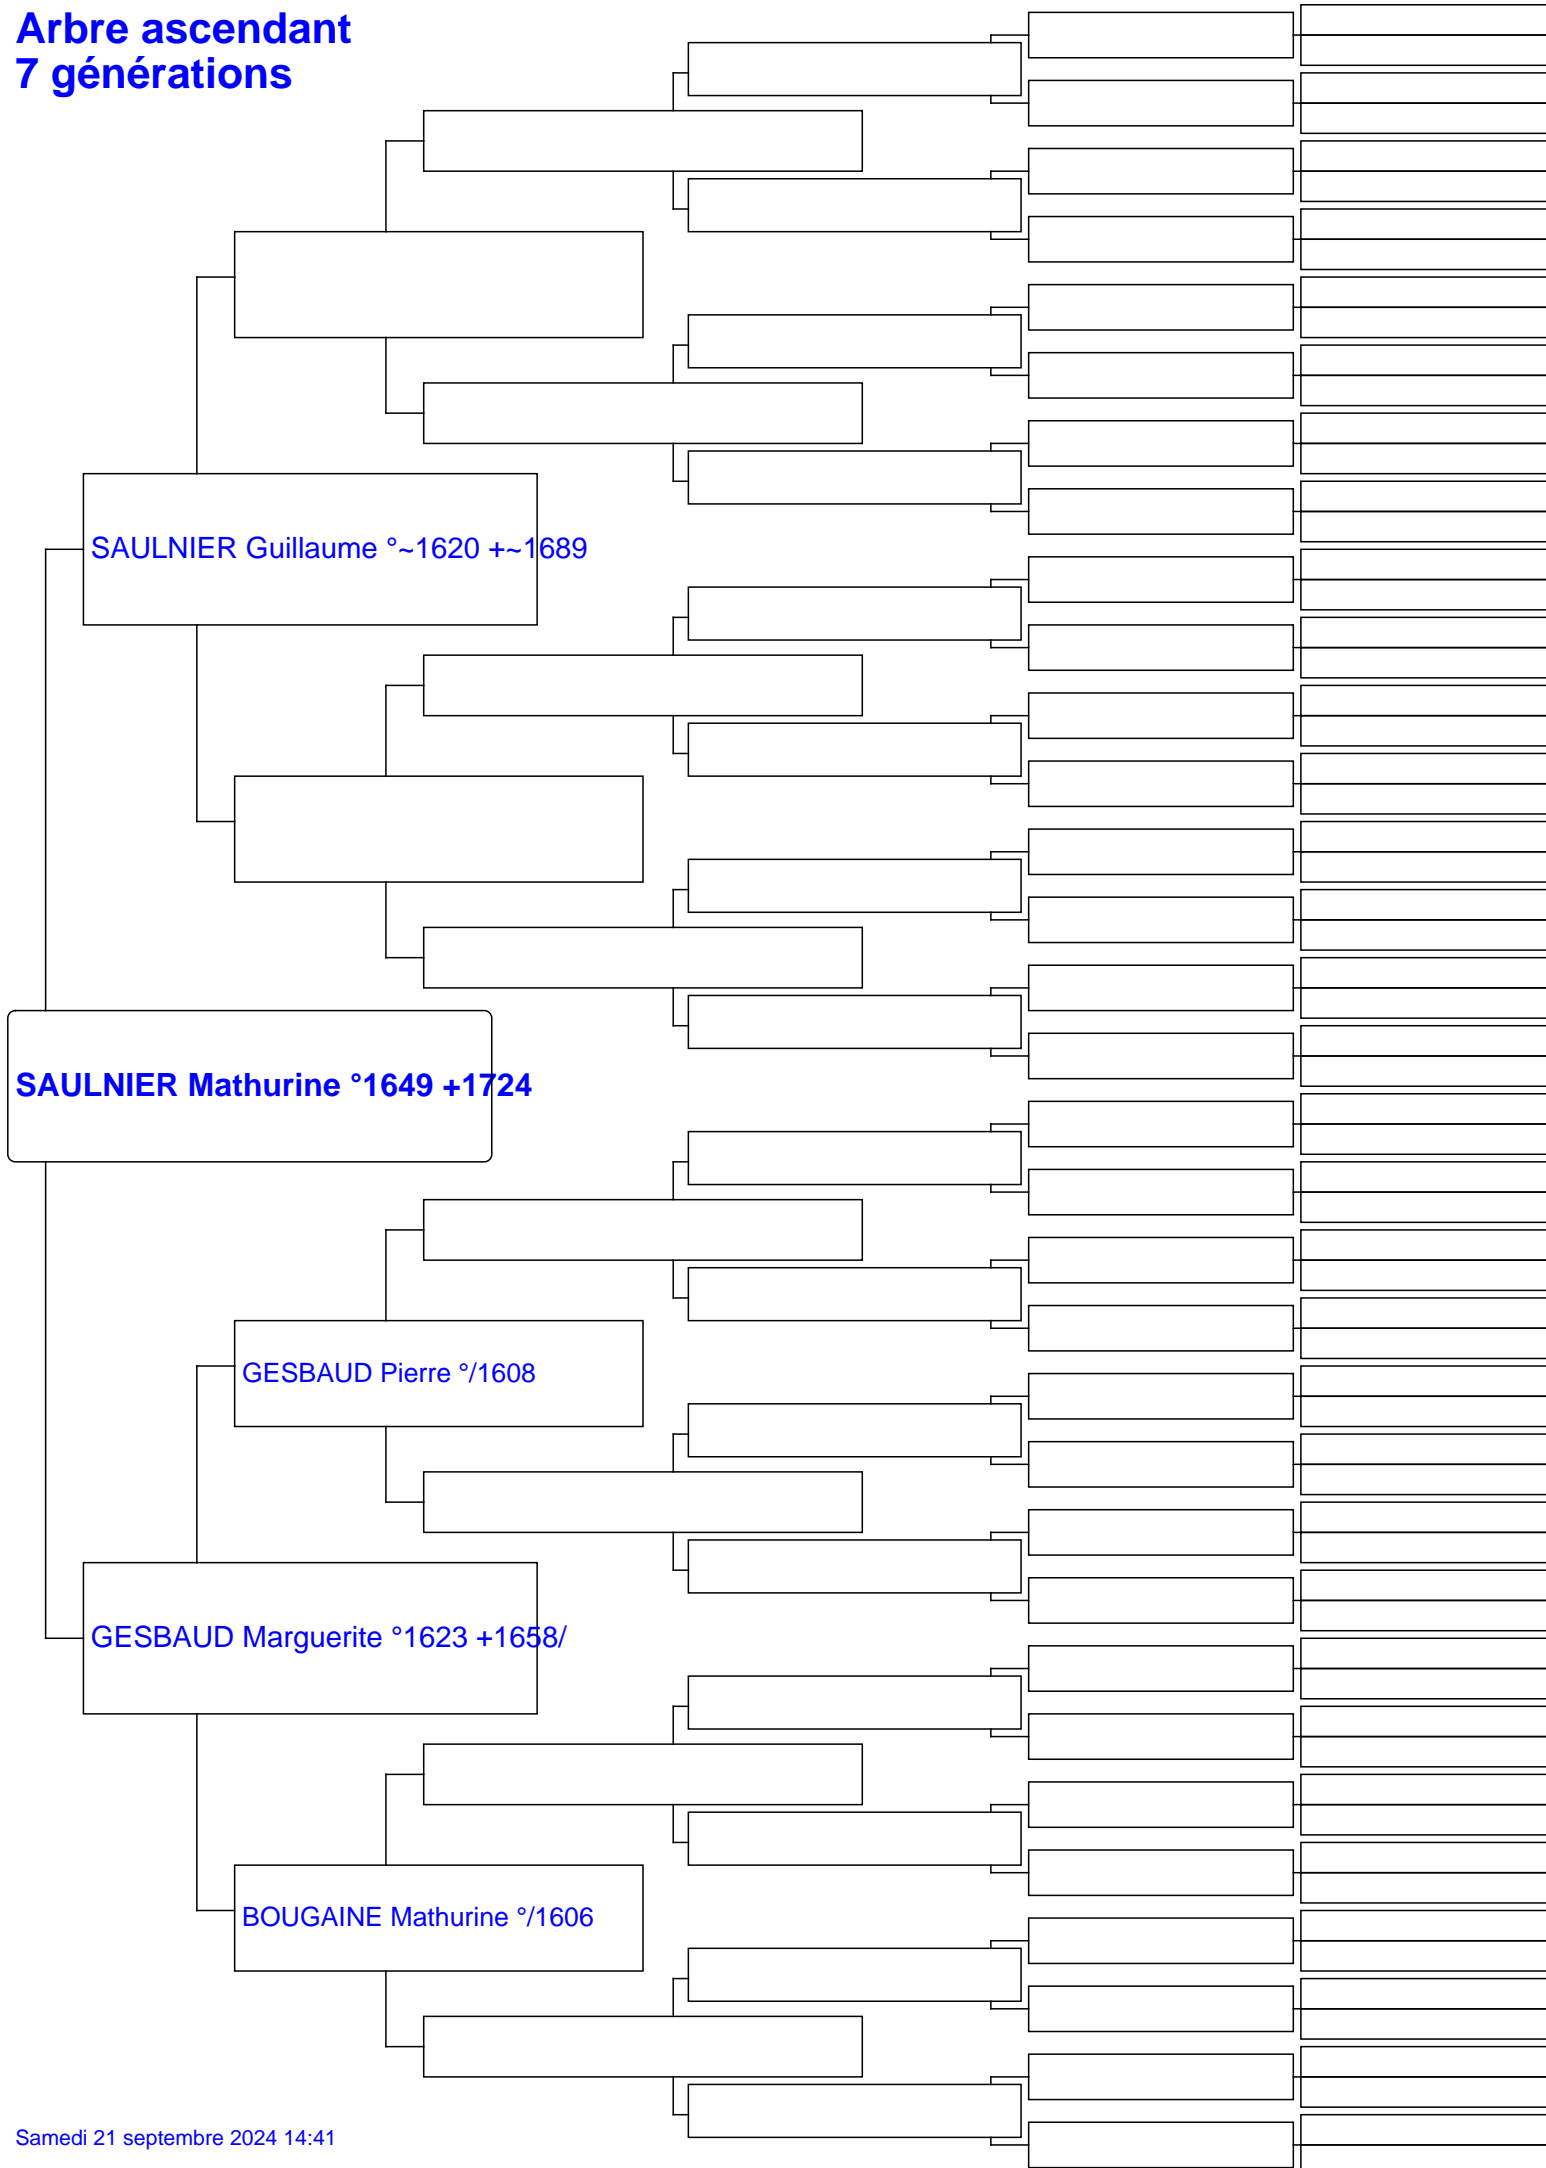 Arbre ascendant
7 générations
SAULNIER Guillaume °~1620 +~1689
SAULNIER Mathurine °1649 +1724
GESBAUD Pierre °/1608
GESBAUD Marguerite °1623 +1658/
BOUGAINE Mathurine °/1606
Samedi 21 septembre 2024 14:41